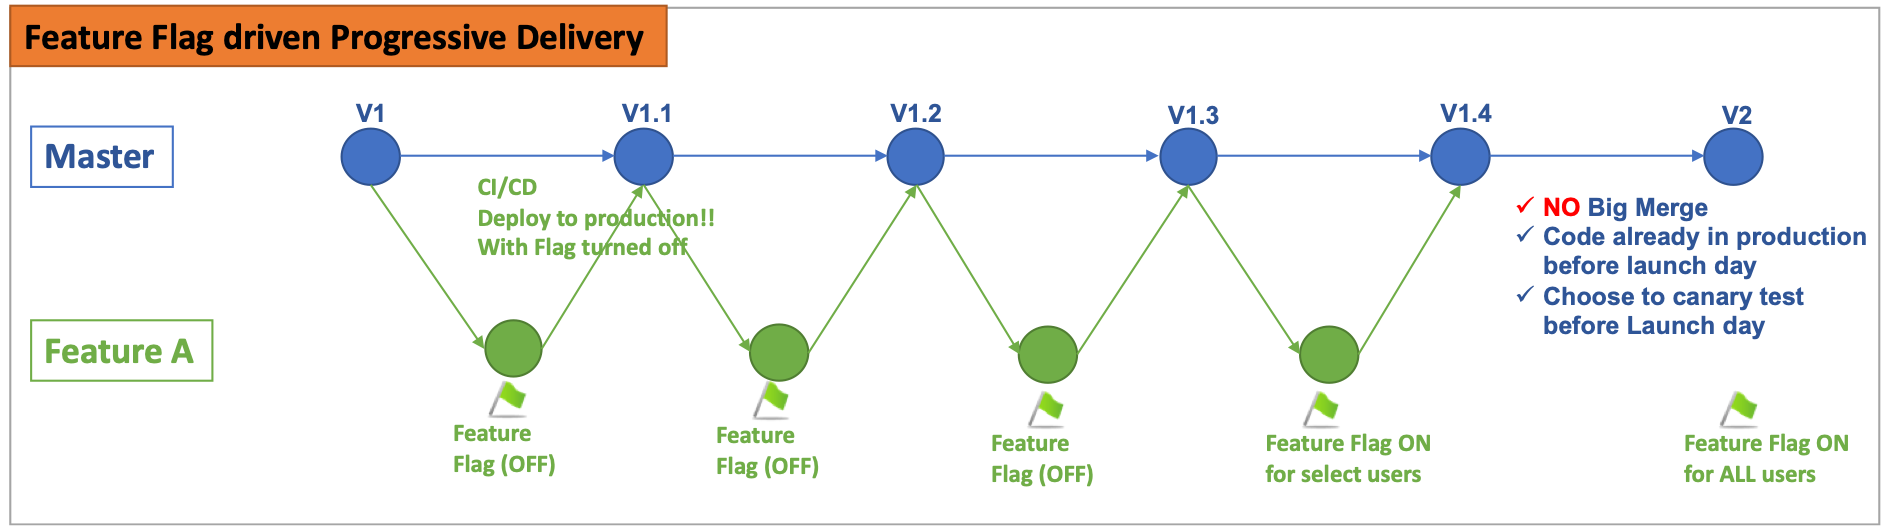 Feature Flag driven Progressive Delivery
V1
V1.1
V1.2
V1.3
V1.4
V2
Master
CI/CD
Deploy to production!!
With Flag turned off
NO Big Merge
Code already in production
before launch day
Choose to canary test
before Launch day
Feature A
Feature
Flag (OFF)
Feature
Flag (OFF)
Feature
Flag (OFF)
Feature Flag ON
for select users
Feature Flag ON
for ALL users